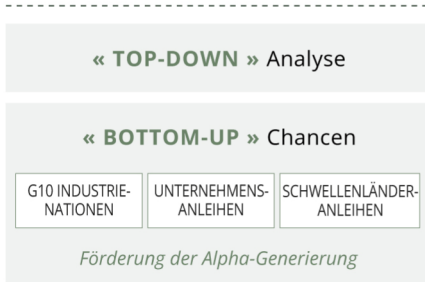 « TOP-DOWN » Analyse
« BOTTOM-UP » Chancen
G10 INDUSTRIE-
NATIONEN
UNTERNEHMENS-
ANLEIHEN
SCHWELLENLÄNDER-
ANLEIHEN
Förderung der Alpha-Generierung